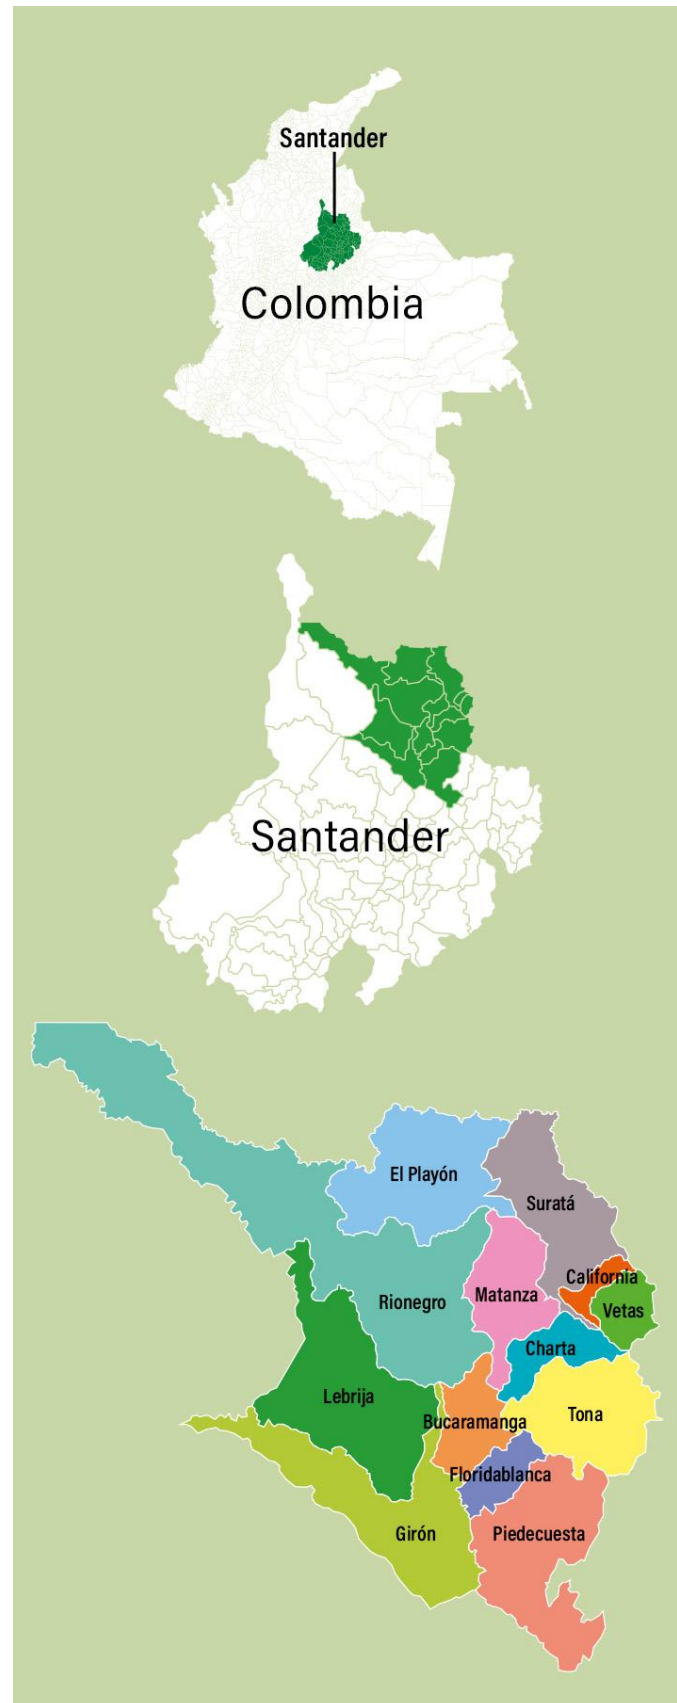 Santander
Colombia
Santander
El Playón
Suratá
California
Matanza
Rionegro
Vetas
Charta
Lebrija
Tona
Bucaramanga
Floridablanca
Girón
Piedecuesta